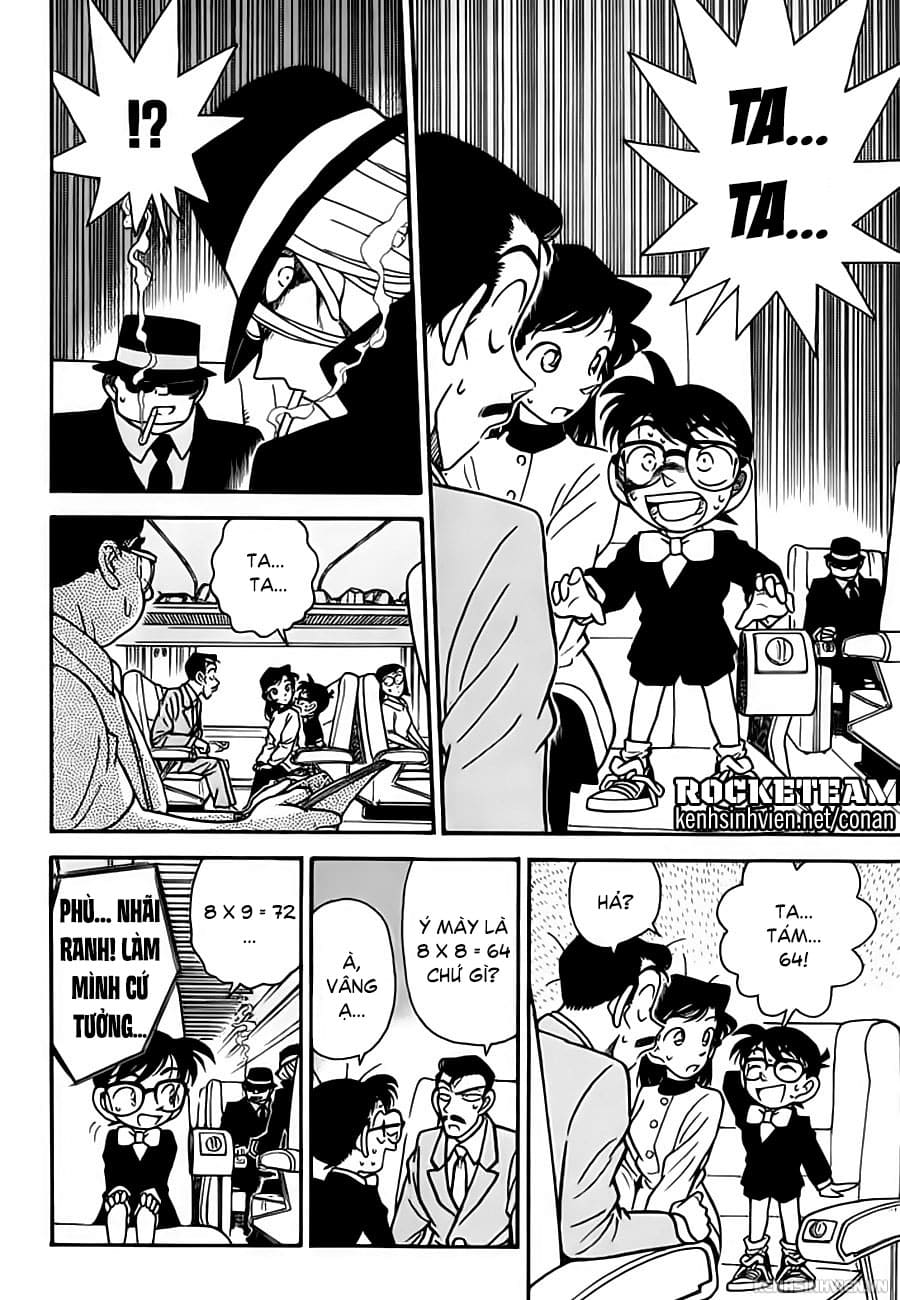 TA...
TA...
!?
TA...
TA...
ROCKETEAM
kenhsinhvien.net/conan
TA...
TÁM...
64!
HẢ?
Ý MÀY LÀ
8 X 8 = 64
CHỨ GÌ?
À,
VÂNG
Ạ...
8 X 9 = 72
...
PHÙ... NHÃI
RANH! LÀM
MÌNH CỨ
TƯỞNG...